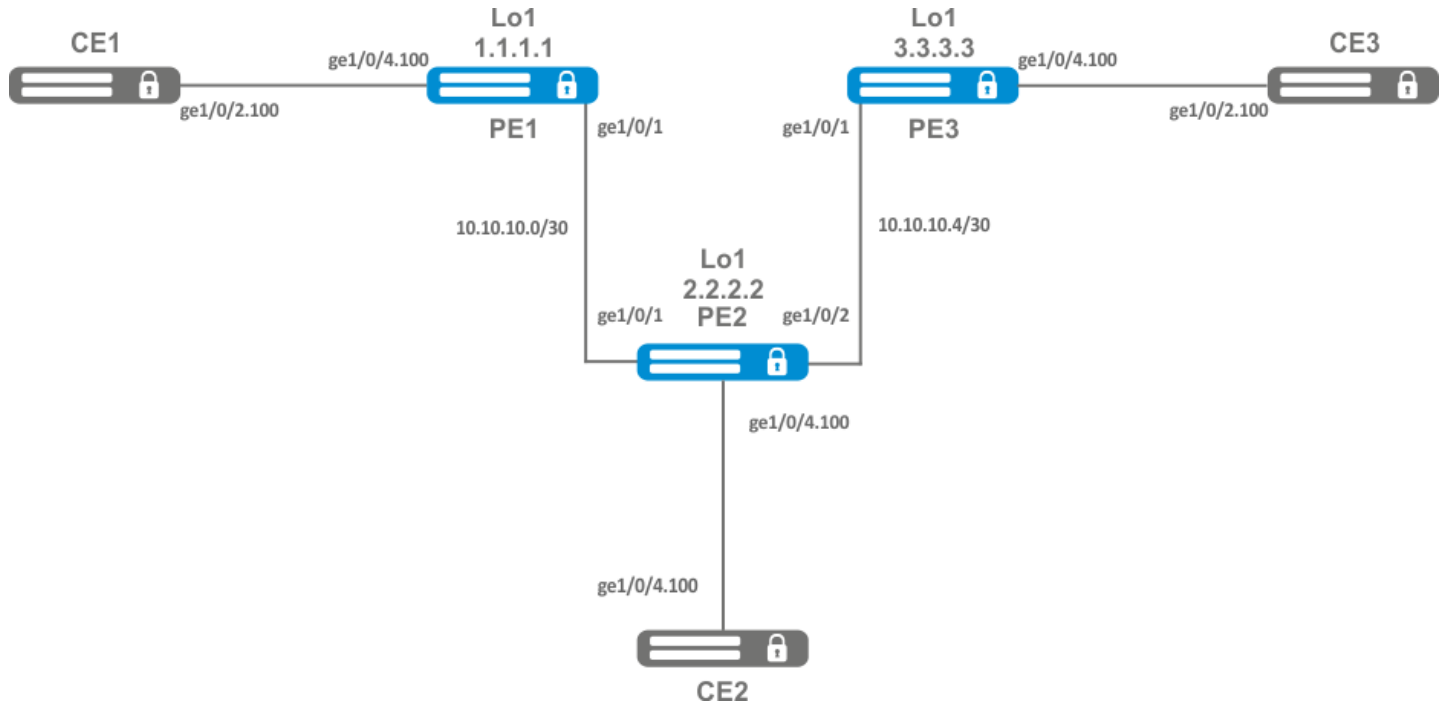 CE1
ge1/0/2.100
ge1/0/4.100
Lo1
1.1.1.1
PE1
ge1/0/1
10.10.10.0/30
ge1/0/1
Lo1
2.2.2.2
PE2
ge1/0/2
10.10.10.4/30
ge1/0/1
Lo1
3.3.3.3
PE3
ge1/0/4.100
ge1/0/2.100
CE3
ge1/0/4.100
ge1/0/4.100
CE2